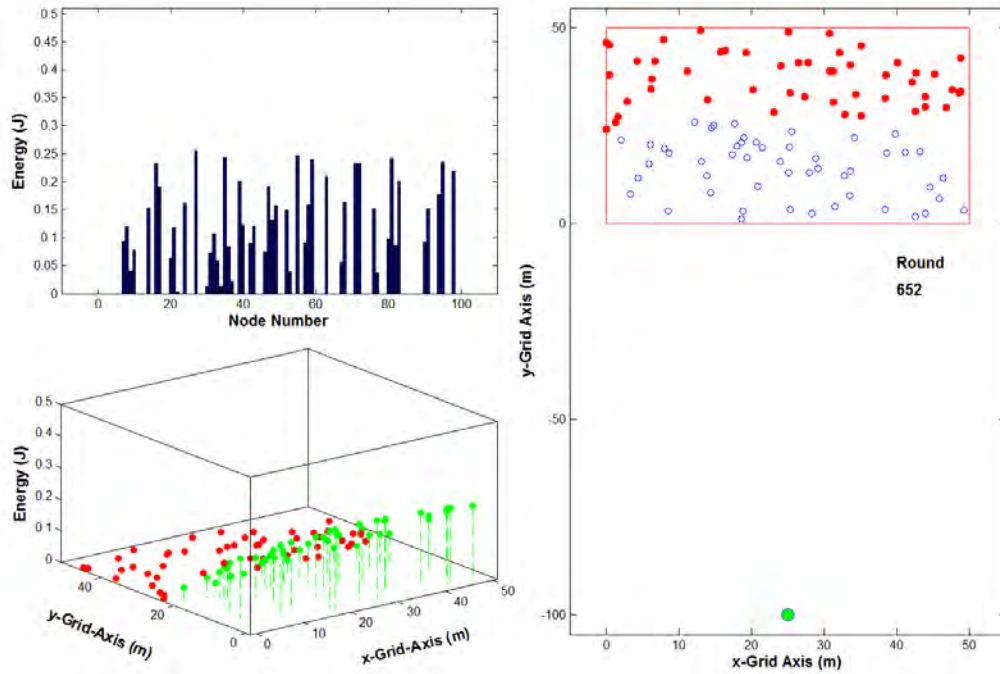 0.5
0.45
0.4
0.35
0.3
0.25
0.2
0.15
0.1
0.05
0
Energy (J)
0 20 40 60 80 100
Node Number
0.5
0.4
0.3
0.2
0.1
0
Energy (J)
40
20
0
y-Grid-Axis (m)
0 10 20 30 40 50
x-Grid-Axis (m)
50
0
-50
-100
y-Grid Axis (m)
Round
652
0 10 20 30 40 50
x-Grid Axis (m)